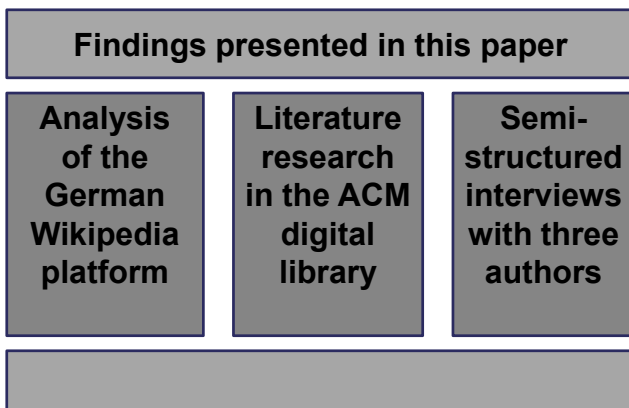 Findings presented in this paper
Analysis
of the
German
Wikipedia
platform
Literature
research
in the ACM
digital
library
Semi-
structured
interviews
with three
authors